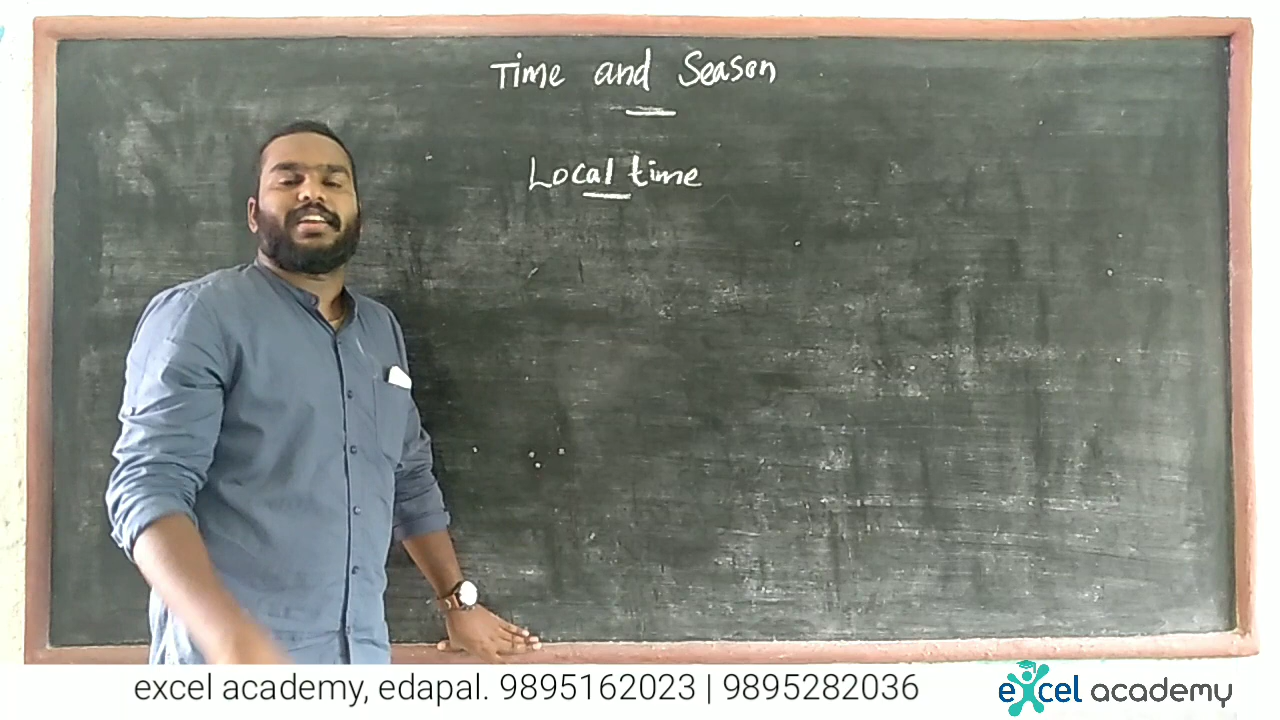 Time and Season
Local time
excel academy, edapal. 9895162023 | 9895282036
excel academy